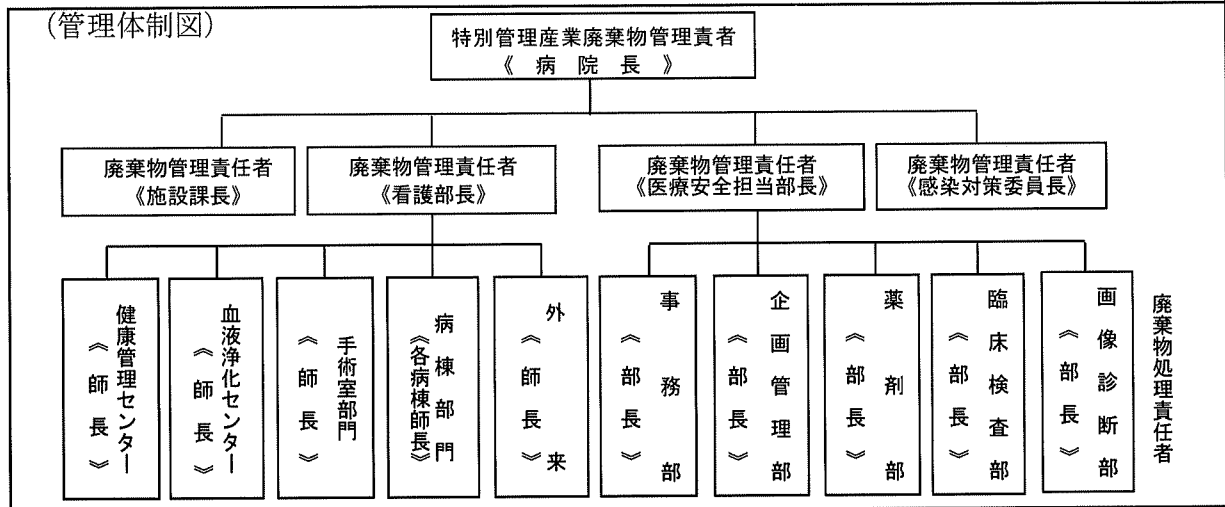 （管理体制図）
特別管理産業廃棄物管理責者
《 病 院 長 》
廃棄物管理責任者
《施設課長》
廃棄物管理責任者
《看護部長》
廃棄物管理責任者
《医療安全担当部長》
廃棄物管理責任者
《感染対策委員長》
健康管理センター
《 師 長 》
血液浄化センター
《 師 長 》
手術室部門
《 師 長 》
病 棟 部 門
《各病棟師長》
外 来
《 師 長 》
事 務 部
《 部 長 》
企 画 管 理 部
《 部 長 》
薬 剤 部
《 部 長 》
臨 床 検 査 部
《 部 長 》
画 像 診 断 部
《 部 長 》
廃棄物処理責任者